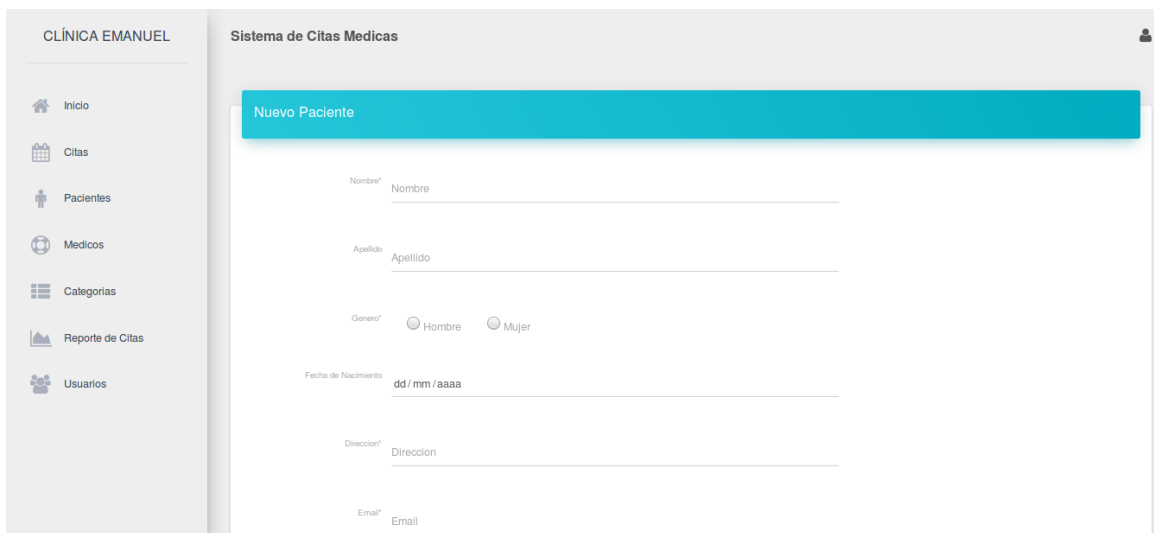 CLÍNICA EMANUEL
Sistema de Citas Medicas
Inicio
Citas
Pacientes
Medicos
Categorias
Reporte de Citas
Usuarios
Nuevo Paciente
Nombre* Nombre
Apellido Apellido
Genero* Hombre Mujer
Fecha de Nacimiento dd/mm/aaaa
Direccion* Direccion
Email* Email